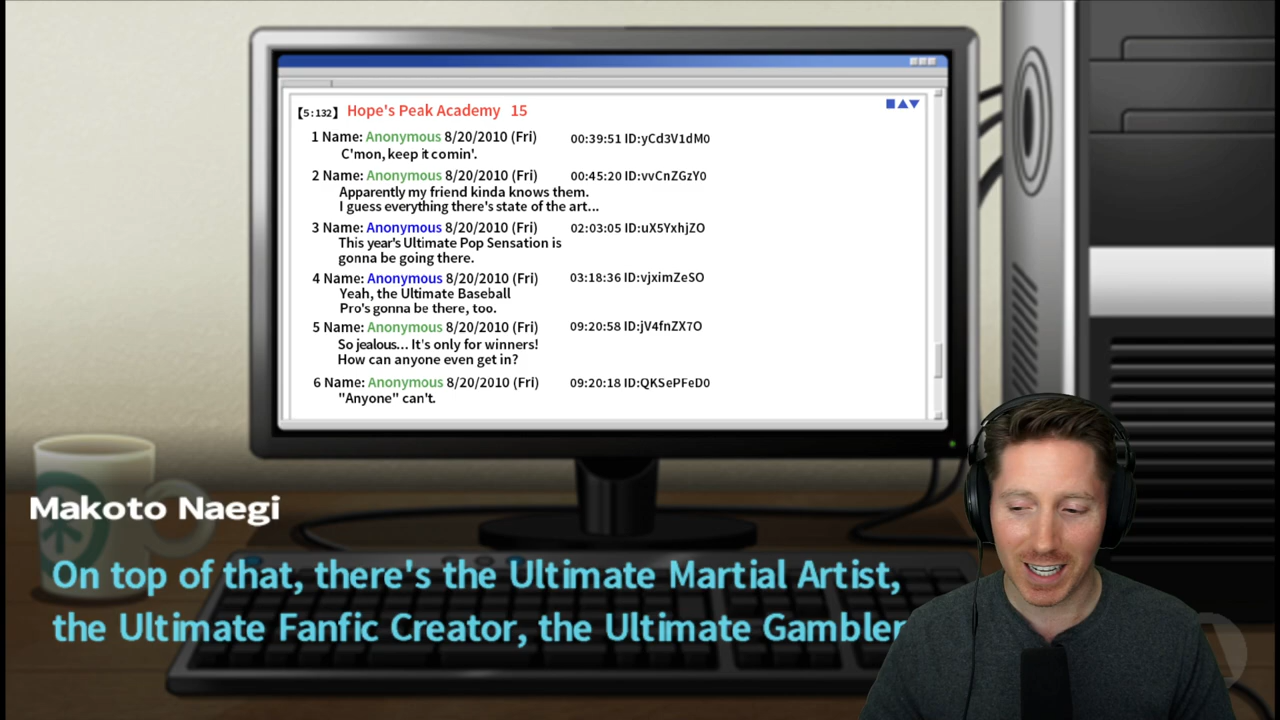 【5:132】 Hope's Peak Academy 15
1 Name: Anonymous 8/20/2010 (Fri) 00:39:51 ID:yCd3V1dM0
C'mon, keep it comin'.
2 Name: Anonymous 8/20/2010 (Fri) 00:45:20 ID:vvCnZGzY0
Apparently my friend kinda knows them.
I guess everything there's state of the art...
3 Name: Anonymous 8/20/2010 (Fri) 02:03:05 ID:uX5YxhjZO
This year's Ultimate Pop Sensation is
gonna be going there.
4 Name: Anonymous 8/20/2010 (Fri) 03:18:36 ID:vjximZeSO
Yeah, the Ultimate Baseball
Pro's gonna be there, too.
5 Name: Anonymous 8/20/2010 (Fri) 09:20:58 ID:jV4fnZX7O
So jealous... It's only for winners!
How can anyone even get in?
6 Name: Anonymous 8/20/2010 (Fri) 09:20:18 ID:QKSePFeD0
"Anyone" can't.
Makoto Naegi
On top of that, there's the Ultimate Martial Artist,
the Ultimate Fanfic Creator, the Ultimate Gambler